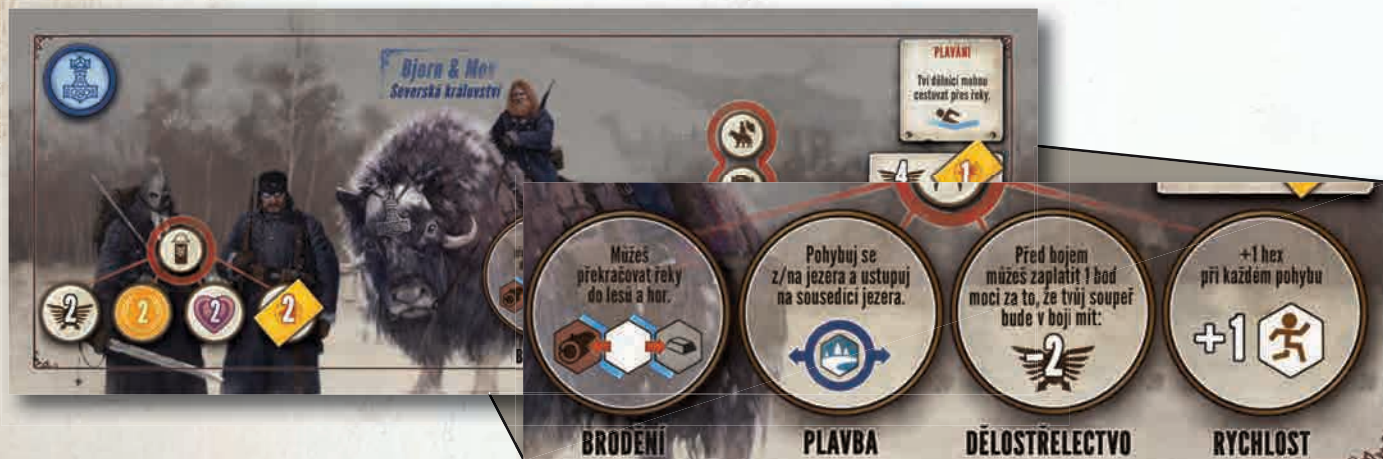 Bjorn & Mox
Severská království
PLAVÁNÍ
Tví dělníci mohou
cestovat přes řeky.
4
1
2
2
2
2
Můžeš
překračovat řeky
do lesů a hor.
BRODĚNÍ
Pohybuj se
z/na jezera a ustupuj
na sousedící jezera.
PLAVBA
Před bojem
můžeš zaplatit 1 bod
moci za to, že tvůj soupeř
bude v boji mít:
-2
DĚLOSTŘELECTVO
+1 hex
při každém pohybu
+1
RYCHLOST